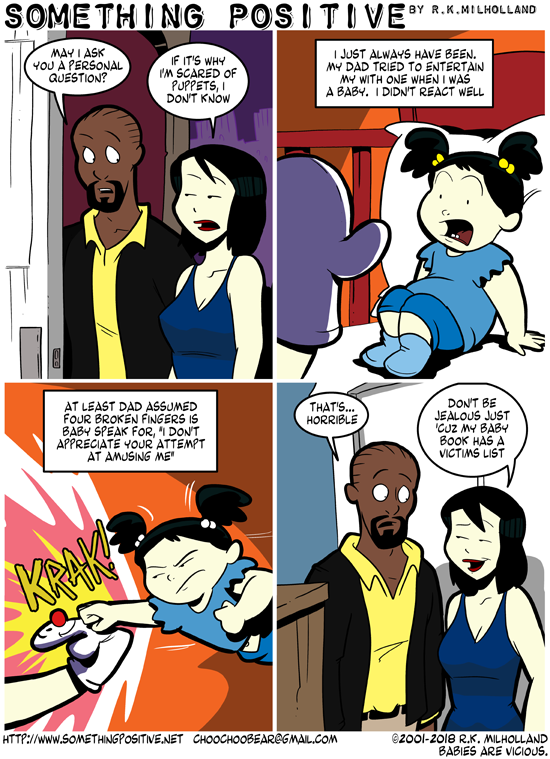 SOMETHING POSITIVE BY R.K.MILHOLLAND
MAY I ASK
YOU A PERSONAL
QUESTION?
IF IT'S WHY
I'M SCARED OF
PUPPETS, I
DON'T KNOW
I JUST ALWAYS HAVE BEEN.
MY DAD TRIED TO ENTERTAIN
MY WITH ONE WHEN I WAS
A BABY. I DIDN'T REACT WELL
AT LEAST DAD ASSUMED
FOUR BROKEN FINGERS IS
BABY SPEAK FOR, "I DON'T
APPRECIATE YOUR ATTEMPT
AT AMUSING ME"
KRAK!
THAT'S...
HORRIBLE
DON'T BE
JEALOUS JUST
'CUZ MY BABY
BOOK HAS A
VICTIMS LIST
HTTP://WWW.SOMETHINGPOSITIVE.NET CHOOCHOOBEAR@GMAIL.COM ©2001-2018 R.K. MILHOLLAND
BABIES ARE VICIOUS.